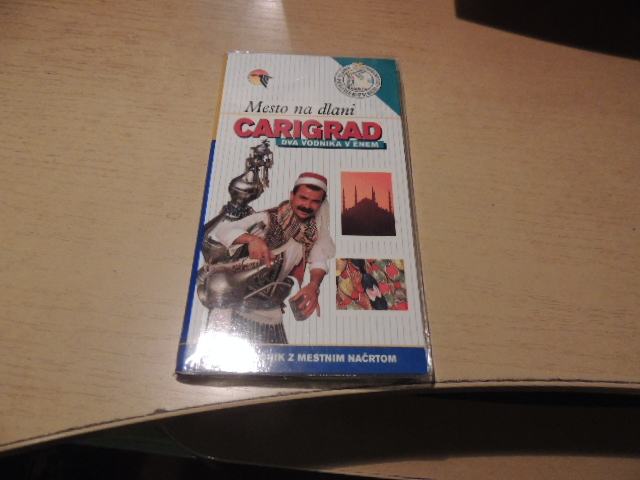 Mesto na dlani
CARIGRAD
DVA VODNIKA V ENEM
Z MESTNIM NAČRTOM